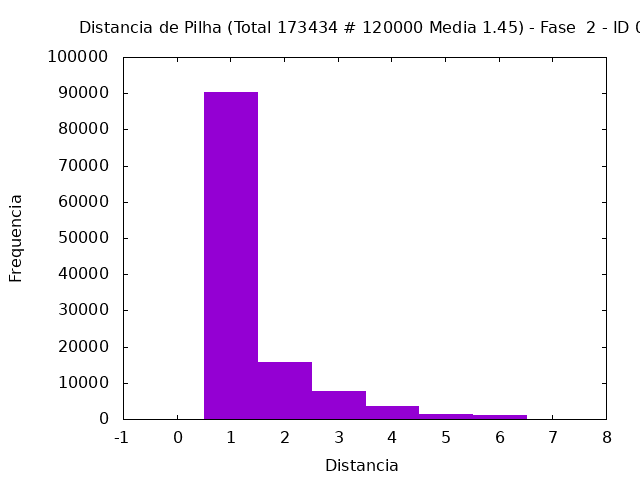 Distancia de Pilha (Total 173434 # 120000 Media 1.45) - Fase  2 - ID 0
100000
90000
80000
70000
60000
50000
40000
30000
20000
10000
0
Frequencia
-1 0 1 2 3 4 5 6 7 8
Distancia